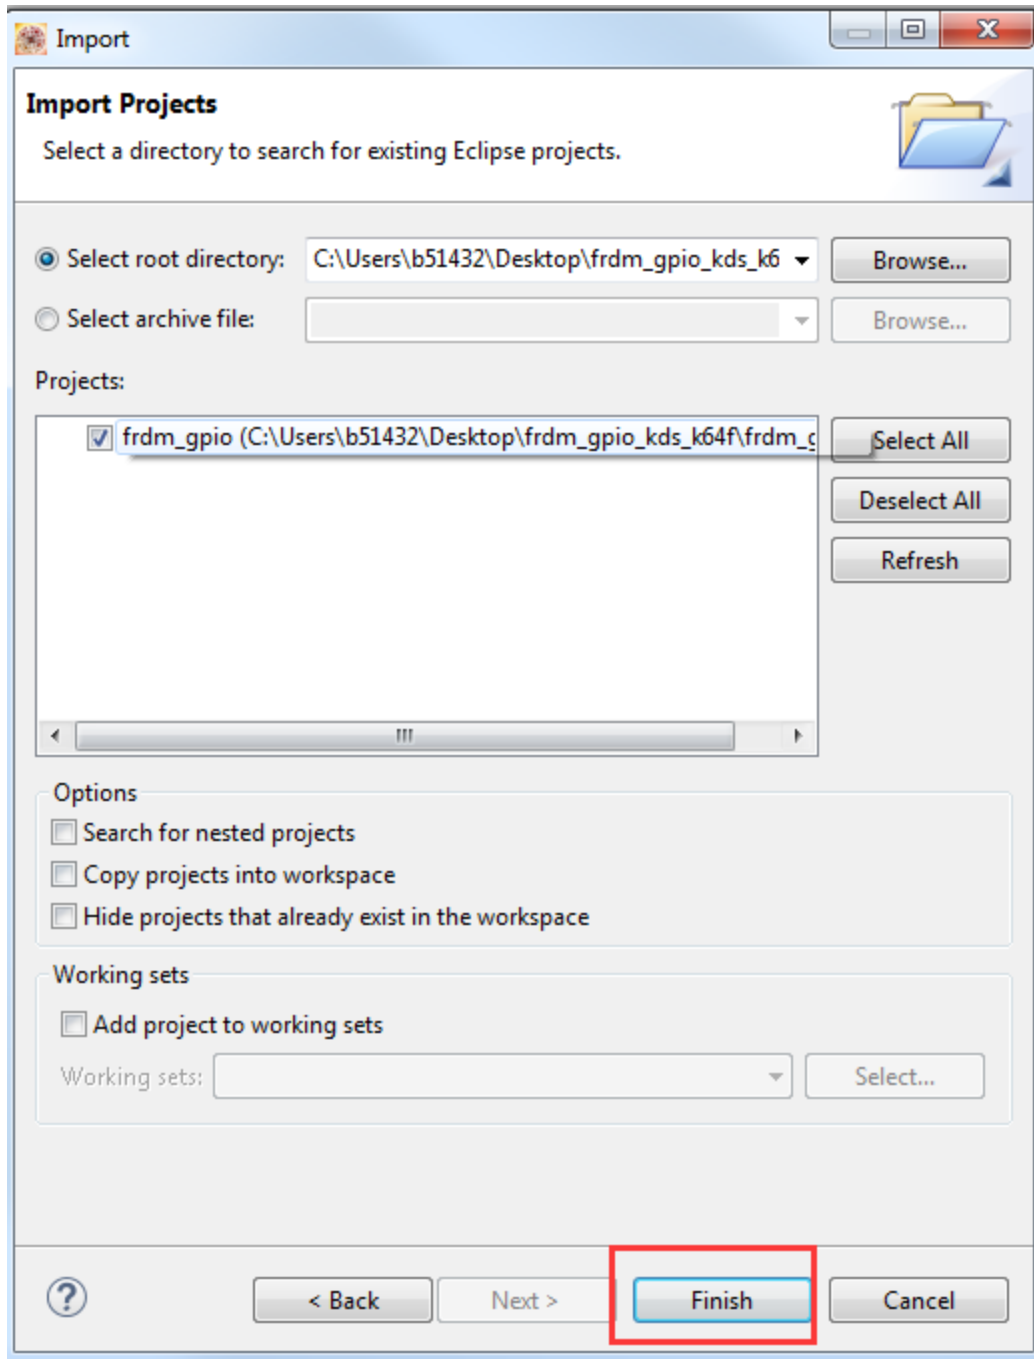 Import
Import Projects
Select a directory to search for existing Eclipse projects.
Select root directory: C:\Users\b51432\Desktop\frdm_gpio_kds_k6 Browse...
Select archive file: Browse...
Projects:
frdm_gpio (C:\Users\b51432\Desktop\frdm_gpio_kds_k64f\frdm_g Select All
Deselect All
Refresh
Options
Search for nested projects
Copy projects into workspace
Hide projects that already exist in the workspace
Working sets
Add project to working sets
Working sets: Select...
? < Back Next > Finish Cancel